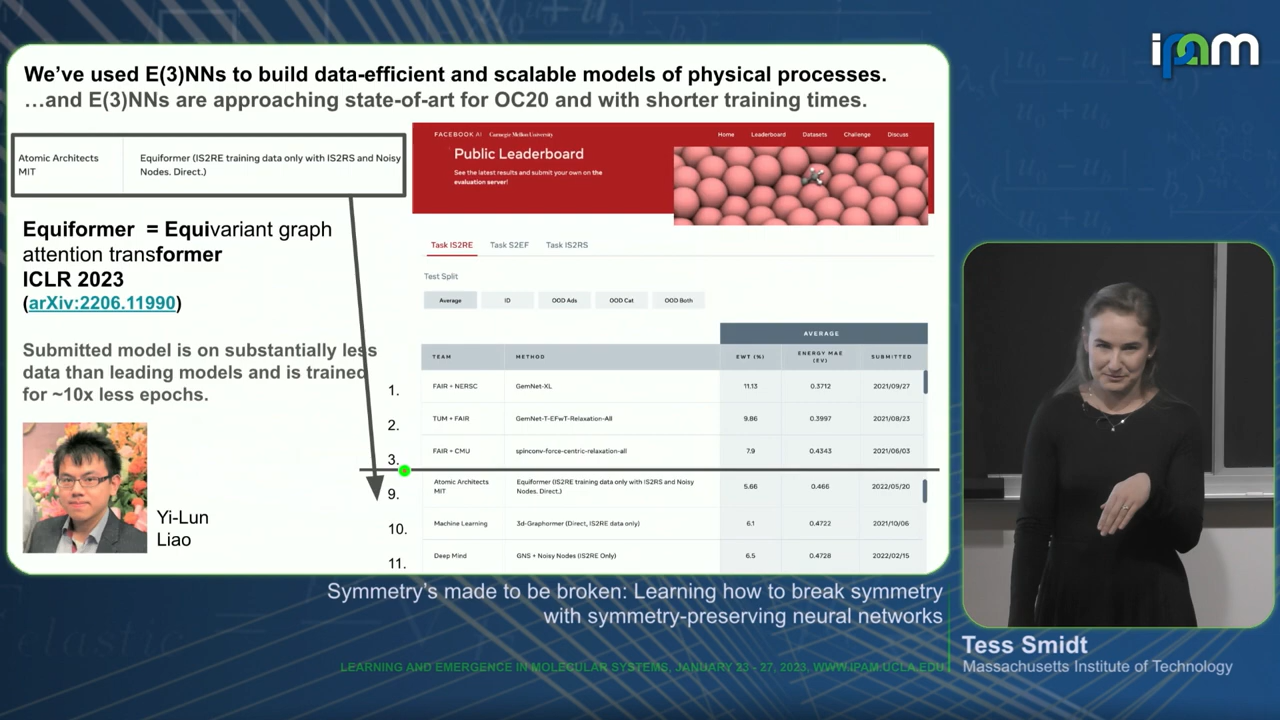 ipam
We've used E(3)NNs to build data-efficient and scalable models of physical processes.
…and E(3)NNs are approaching state-of-art for OC20 and with shorter training times.
Atomic Architects
MIT
Equiformer (IS2RE training data only with IS2RS and Noisy
Nodes. Direct.)
Equiformer = Equivariant graph
attention transformer
ICLR 2023
(arXiv:2206.11990)
Submitted model is on substantially less
data than leading models and is trained
for ~10x less epochs.
Yi-Lun
Liao
FACEBOOK AI Carnegie Mellon University
Home Leaderboard Datasets Challenge Discuss
Public Leaderboard
See the latest results and submit your own on the
evaluation server!
Task IS2RE Task S2EF Task IS2RS
Test Split
Average ID OOD Ads OOD Cat OOD Both
AVERAGE
TEAM METHOD EWT (%) ENERGY MAE (EV) SUBMITTED
1. FAIR + NERSC GemNet-XL 11.13 0.3712 2021/09/27
2. TUM + FAIR GemNet-T-EFwT-Relaxation-All 9.86 0.3997 2021/08/23
3. FAIR + CMU spinconv-force-centric-relaxation-all 7.9 0.4343 2021/06/03
9. Atomic Architects MIT Equiformer (IS2RE training data only with IS2RS and Noisy Nodes. Direct.) 5.66 0.466 2022/05/20
10. Machine Learning 3d-Graphormer (Direct, IS2RE data only) 6.1 0.4722 2021/10/06
11. Deep Mind GNS + Noisy Nodes (IS2RE Only) 6.5 0.4728 2022/02/15
Symmetry's made to be broken: Learning how to break symmetry
with symmetry-preserving neural networks
LEARNING AND EMERGENCE IN MOLECULAR SYSTEMS, JANUARY 23 - 27, 2023, WWW.IPAM.UCLA.EDU
Tess Smidt
Massachusetts Institute of Technology
elastic